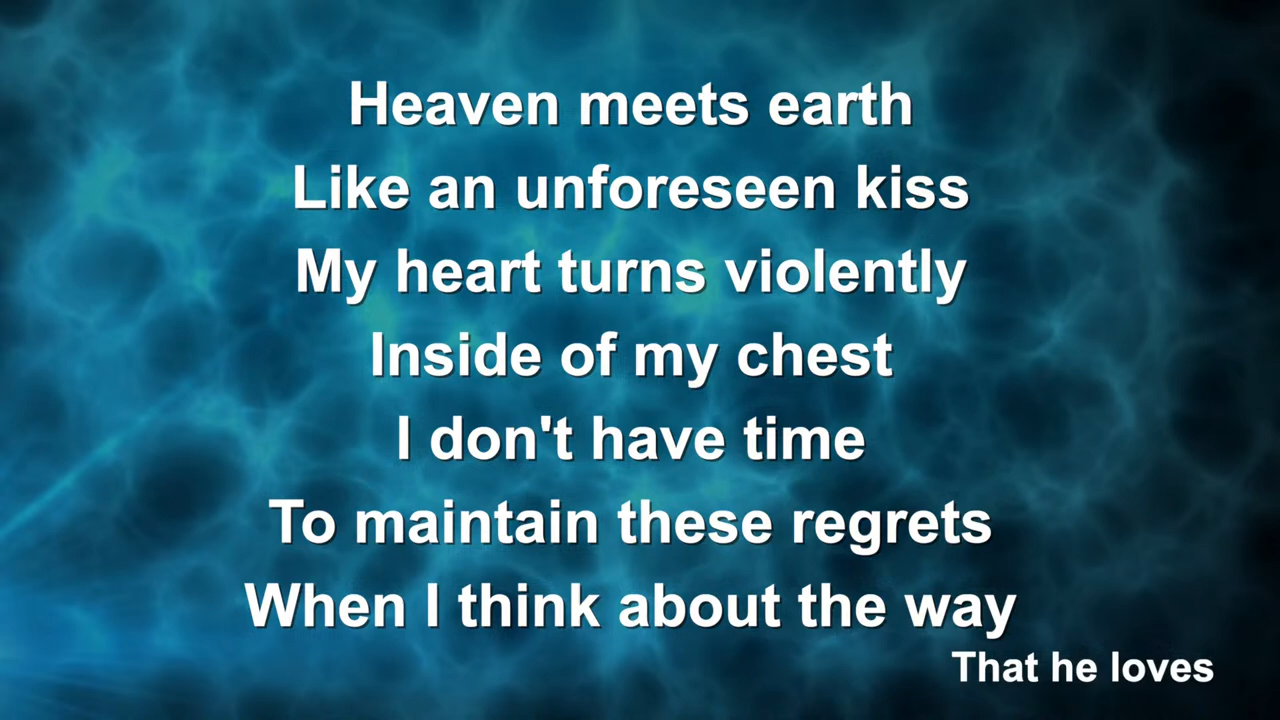 Heaven meets earth
Like an unforeseen kiss
My heart turns violently
Inside of my chest
I don't have time
To maintain these regrets
When I think about the way
That he loves